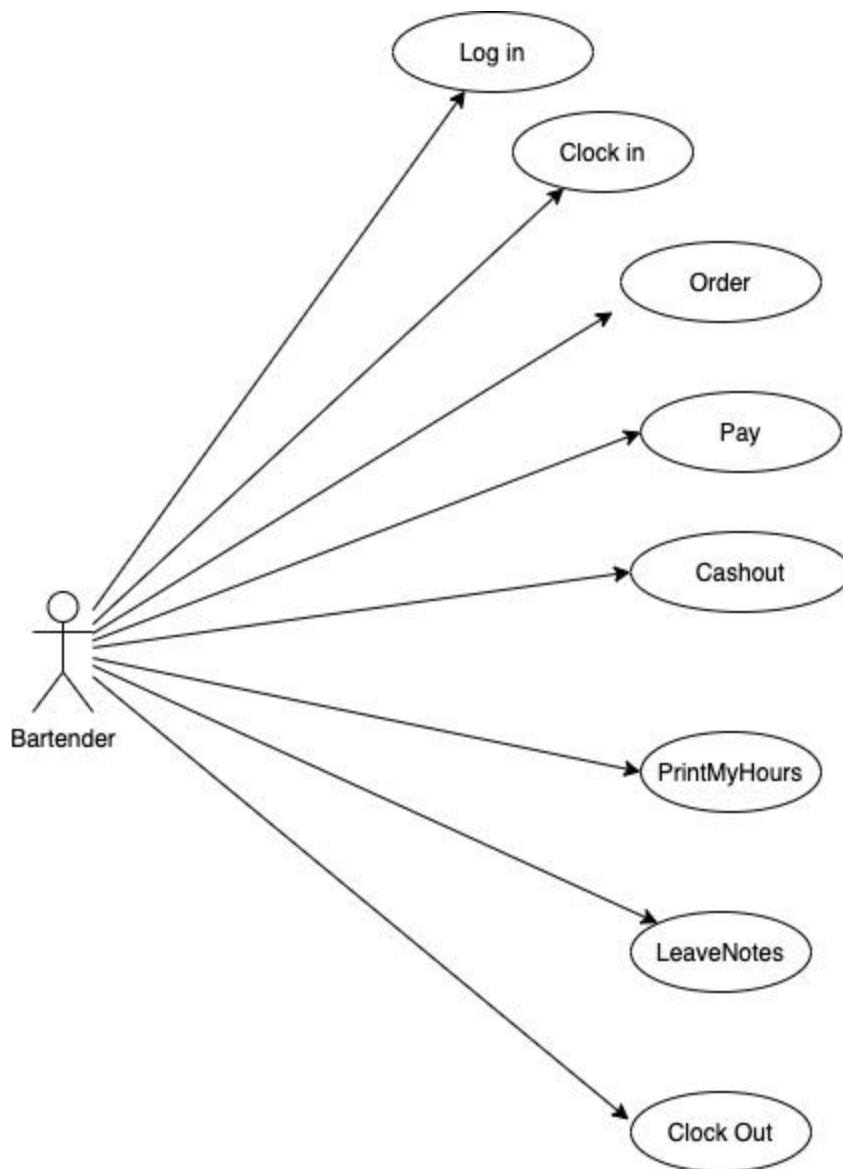 Log in
Clock in
Order
Pay
Cashout
Bartender
PrintMyHours
LeaveNotes
Clock Out